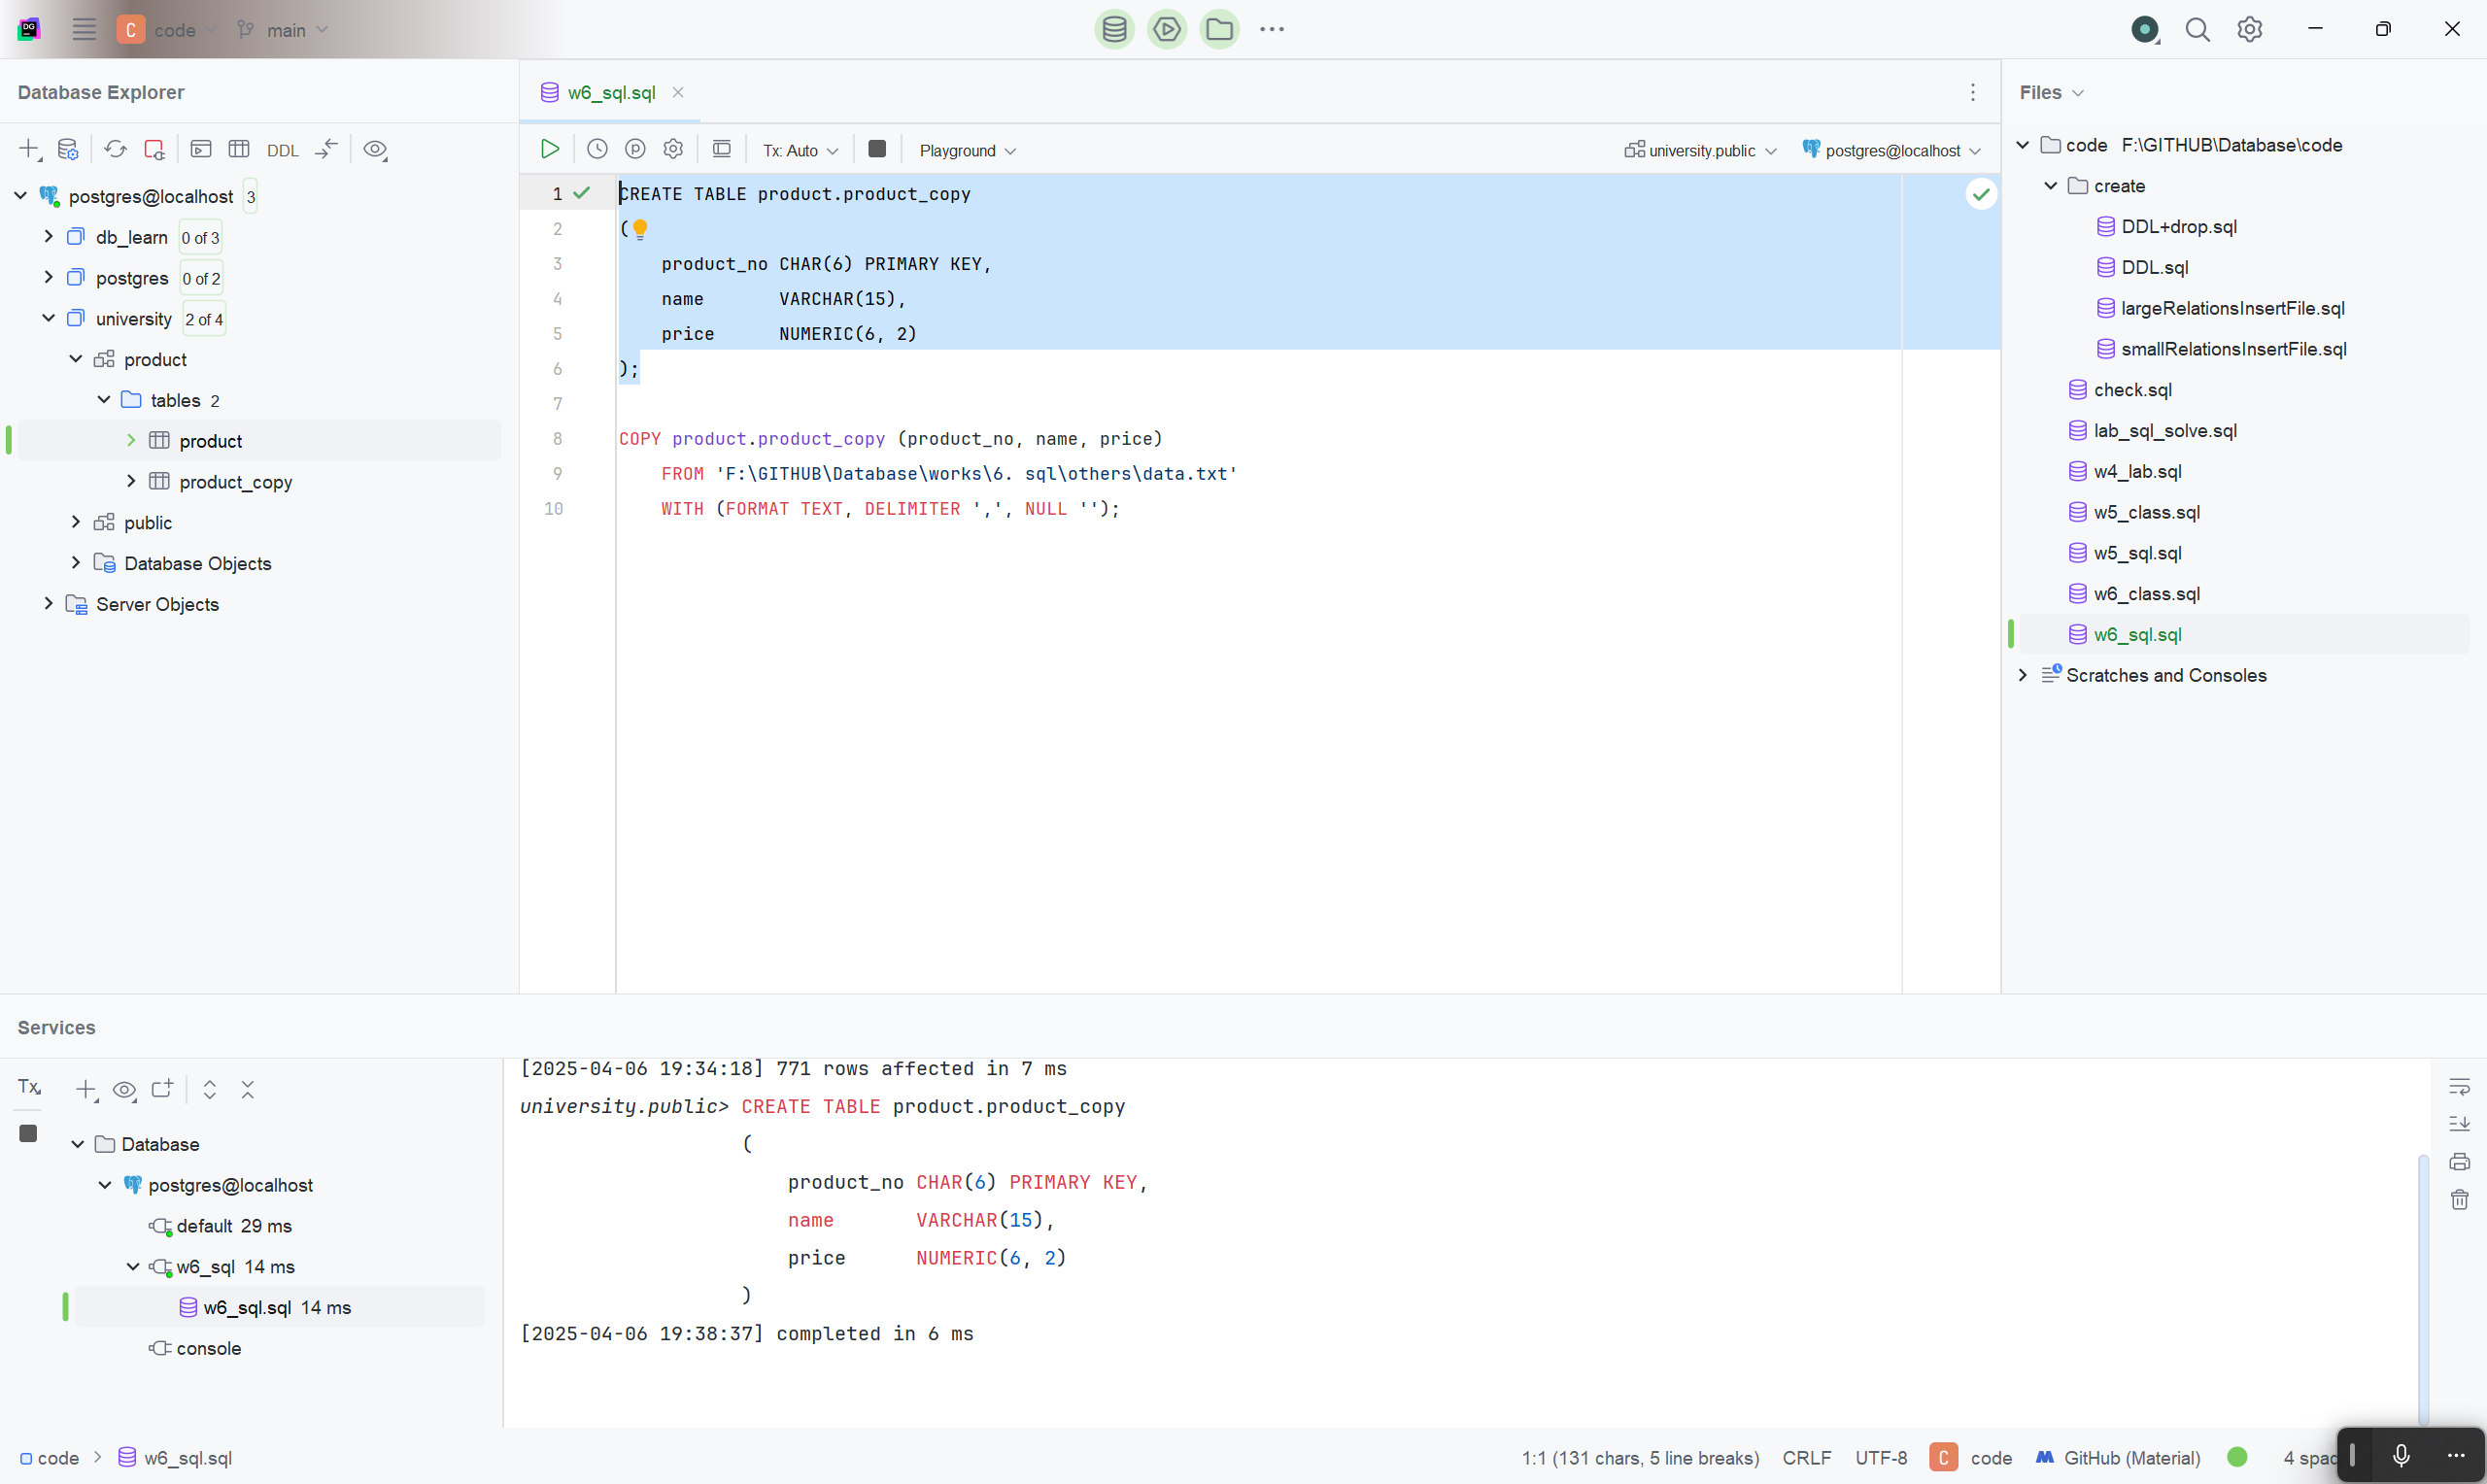 DG
C code main
Database Explorer
DDL
postgres@localhost 3
db_learn 0 of 3
postgres 0 of 2
university 2 of 4
product
tables 2
product
product_copy
public
Database Objects
Server Objects
w6_sql.sql
Tx: Auto Playground university.public postgres@localhost
1 CREATE TABLE product.product_copy
2 (
3 product_no CHAR(6) PRIMARY KEY,
4 name VARCHAR(15),
5 price NUMERIC(6, 2)
6 );
7
8 COPY product.product_copy (product_no, name, price)
9 FROM 'F:\GITHUB\Database\works\6. sql\others\data.txt'
10 WITH (FORMAT TEXT, DELIMITER ',', NULL '');
Files
code F:\GITHUB\Database\code
create
DDL+drop.sql
DDL.sql
largeRelationsInsertFile.sql
smallRelationsInsertFile.sql
check.sql
lab_sql_solve.sql
w4_lab.sql
w5_class.sql
w5_sql.sql
w6_class.sql
w6_sql.sql
Scratches and Consoles
Services
Tx
Database
postgres@localhost
default 29 ms
w6_sql 14 ms
w6_sql.sql 14 ms
console
[2025-04-06 19:34:18] 771 rows affected in 7 ms
university.public> CREATE TABLE product.product_copy
(
product_no CHAR(6) PRIMARY KEY,
name VARCHAR(15),
price NUMERIC(6, 2)
)
[2025-04-06 19:38:37] completed in 6 ms
code > w6_sql.sql
1:1 (131 chars, 5 line breaks) CRLF UTF-8 C code GitHub (Material) 4